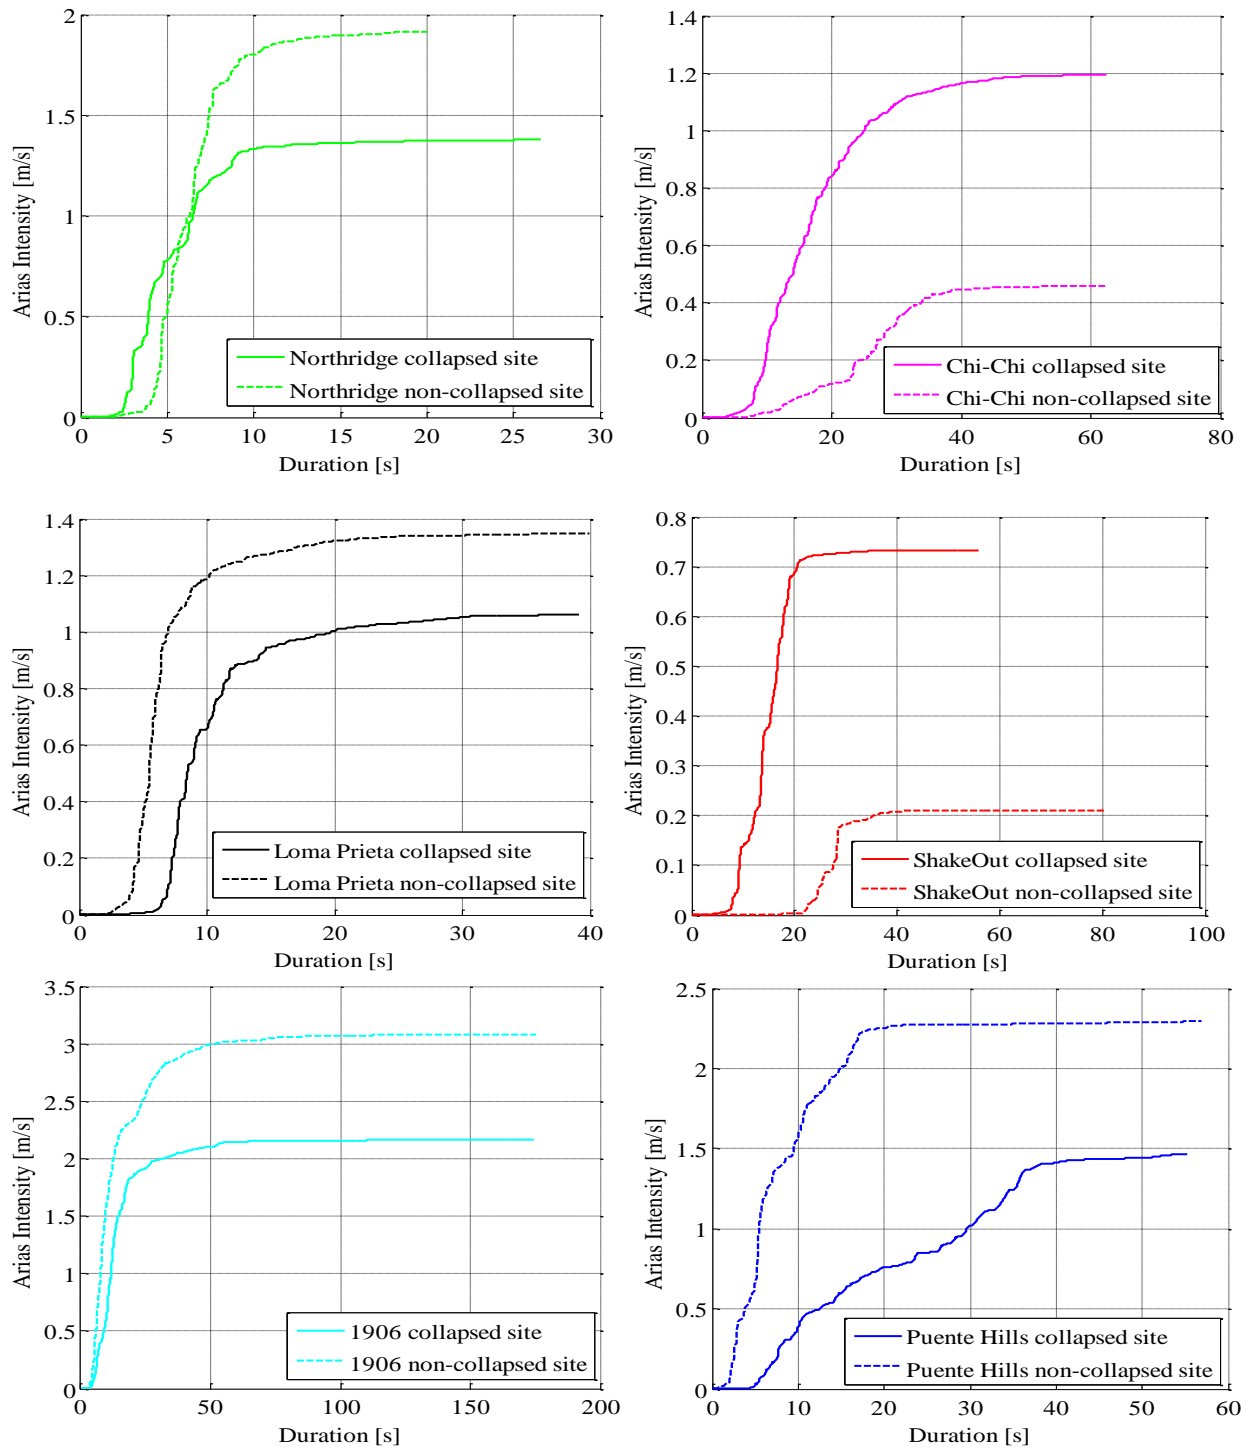 2
1.5
1
0.5
0
0 5 10 15 20 25 30
Arias Intensity [m/s]
Duration [s]
Northridge collapsed site
Northridge non-collapsed site
1.4
1.2
1
0.8
0.6
0.4
0.2
0
0 20 40 60 80
Arias Intensity [m/s]
Duration [s]
Chi-Chi collapsed site
Chi-Chi non-collapsed site
1.4
1.2
1
0.8
0.6
0.4
0.2
0
0 10 20 30 40
Arias Intensity [m/s]
Duration [s]
Loma Prieta collapsed site
Loma Prieta non-collapsed site
0.8
0.7
0.6
0.5
0.4
0.3
0.2
0.1
0
0 20 40 60 80 100
Arias Intensity [m/s]
Duration [s]
ShakeOut collapsed site
ShakeOut non-collapsed site
3.5
3
2.5
2
1.5
1
0.5
0
0 50 100 150 200
Arias Intensity [m/s]
Duration [s]
1906 collapsed site
1906 non-collapsed site
2.5
2
1.5
1
0.5
0
0 10 20 30 40 50 60
Arias Intensity [m/s]
Duration [s]
Puente Hills collapsed site
Puente Hills non-collapsed site